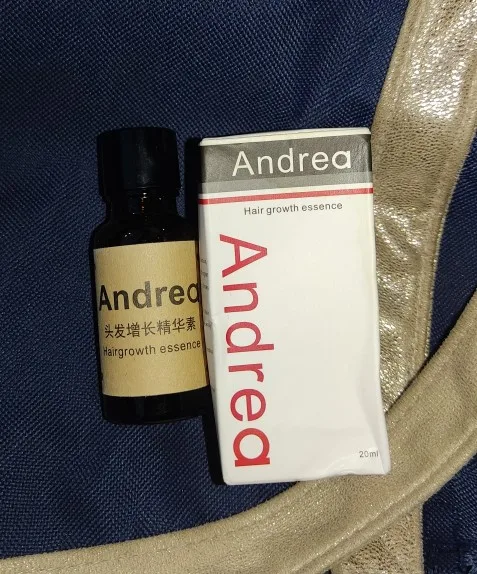 Andrea
头发增长精华素
Hairgrowth essence
Andrea
Hair growth essence
Andrea
20ml